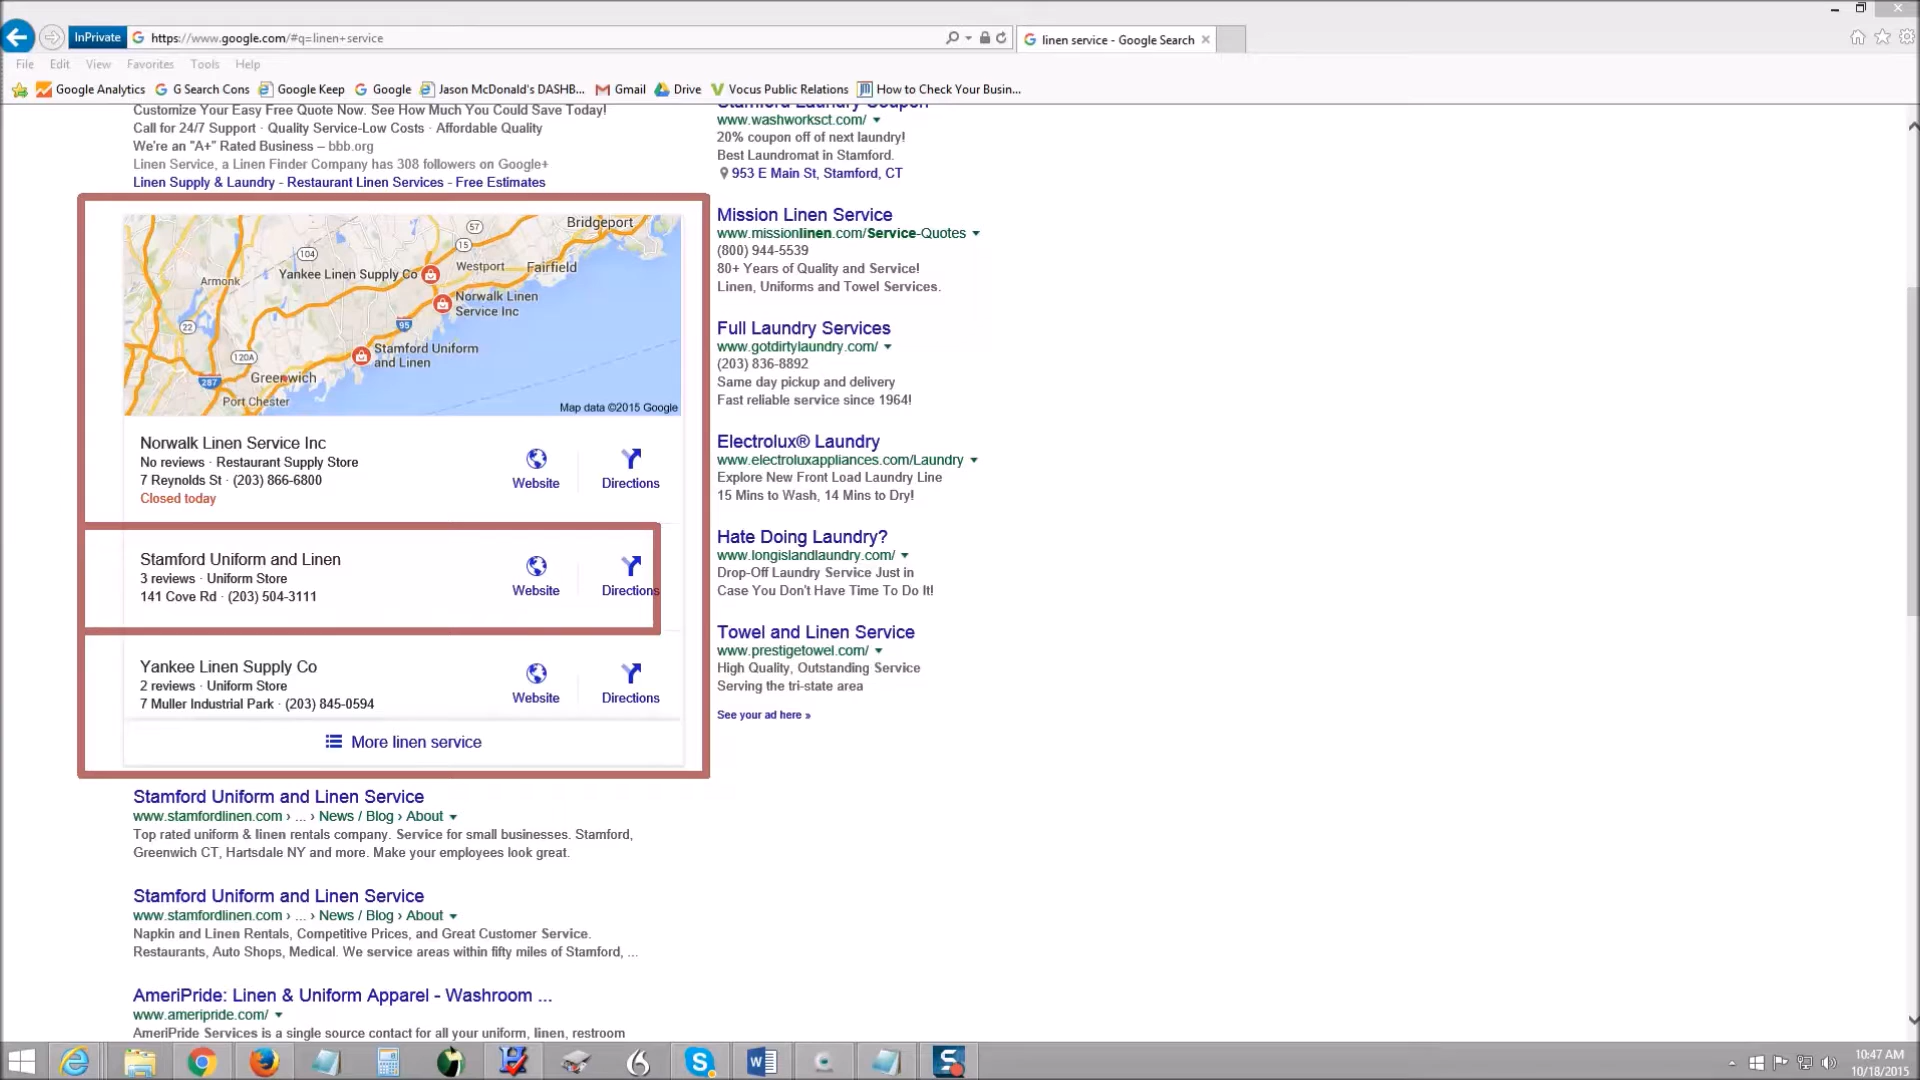 InPrivate https://www.google.com/#q=linen+service
linen service - Google Search
File Edit View Favorites Tools Help
Google Analytics G Search Cons Google Keep Google Jason McDonald's DASHB... Gmail Drive Vocus Public Relations How to Check Your Busin...
Customize Your Easy Free Quote Now. See How Much You Could Save Today!
Call for 24/7 Support · Quality Service-Low Costs · Affordable Quality
We're an "A+" Rated Business – bbb.org
Linen Service, a Linen Finder Company has 308 followers on Google+
Linen Supply & Laundry - Restaurant Linen Services - Free Estimates
Bridgeport
57
15
104
Yankee Linen Supply Co
Westport
Fairfield
Armonk
Norwalk Linen
Service Inc
22
95
Stamford Uniform
and Linen
120A
Greenwich
287
Port Chester
Map data ©2015 Google
Norwalk Linen Service Inc
No reviews · Restaurant Supply Store
7 Reynolds St · (203) 866-6800
Closed today
Website
Directions
Stamford Uniform and Linen
3 reviews · Uniform Store
141 Cove Rd · (203) 504-3111
Website
Directions
Yankee Linen Supply Co
2 reviews · Uniform Store
7 Muller Industrial Park · (203) 845-0594
Website
Directions
More linen service
Stamford Uniform and Linen Service
www.stamfordlinen.com › ... › News / Blog › About
Top rated uniform & linen rentals company. Service for small businesses. Stamford,
Greenwich CT, Hartsdale NY and more. Make your employees look great.
Stamford Uniform and Linen Service
www.stamfordlinen.com › ... › News / Blog › About
Napkin and Linen Rentals, Competitive Prices, and Great Customer Service.
Restaurants, Auto Shops, Medical. We service areas within fifty miles of Stamford, ...
AmeriPride: Linen & Uniform Apparel - Washroom ...
www.ameripride.com/
AmeriPride Services is a single source contact for all your uniform, linen, restroom
Stamford Laundry Coupon
www.washworksct.com/
20% coupon off of next laundry!
Best Laundromat in Stamford.
953 E Main St, Stamford, CT
Mission Linen Service
www.missionlinen.com/Service-Quotes
(800) 944-5539
80+ Years of Quality and Service!
Linen, Uniforms and Towel Services.
Full Laundry Services
www.gotdirtylaundry.com/
(203) 836-8892
Same day pickup and delivery
Fast reliable service since 1964!
Electrolux® Laundry
www.electroluxappliances.com/Laundry
Explore New Front Load Laundry Line
15 Mins to Wash, 14 Mins to Dry!
Hate Doing Laundry?
www.longislandlaundry.com/
Drop-Off Laundry Service Just in
Case You Don't Have Time To Do It!
Towel and Linen Service
www.prestigetowel.com/
High Quality, Outstanding Service
Serving the tri-state area
See your ad here »
10:47 AM
10/18/2015